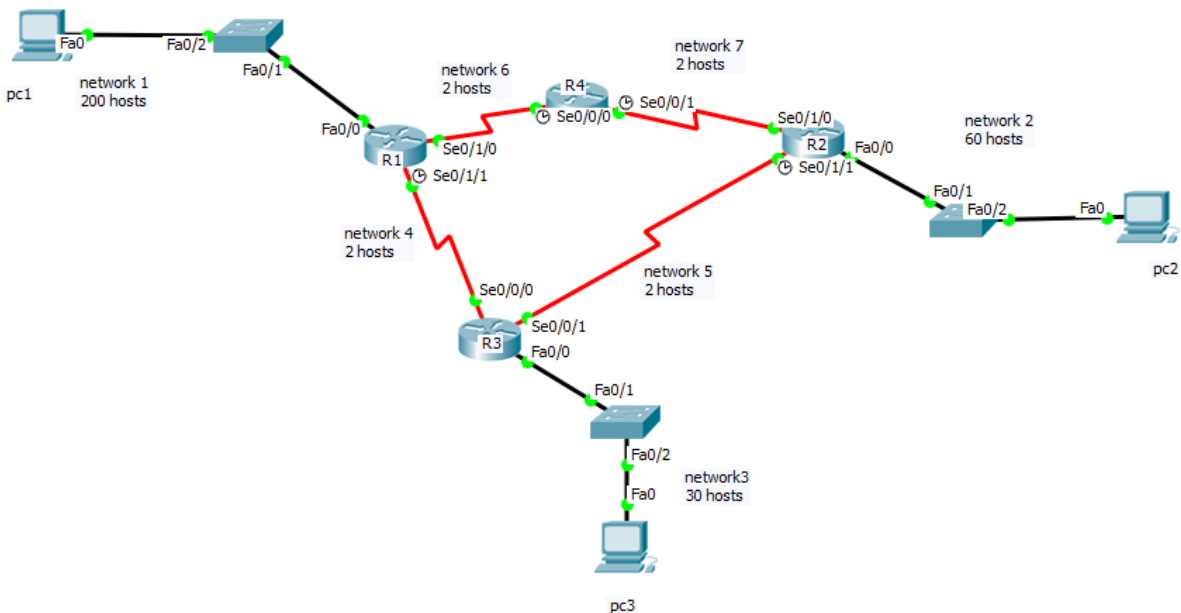 Fa0
Fa0/2
pc1
network 1
200 hosts
Fa0/1
Fa0/0
R1
Se0/1/0
Se0/1/1
network 6
2 hosts
R4
Se0/0/0
Se0/0/1
network 7
2 hosts
Se0/1/0
R2
Fa0/0
Se0/1/1
network 2
60 hosts
Fa0/1
Fa0/2
Fa0
pc2
network 4
2 hosts
network 5
2 hosts
Se0/0/0
Se0/0/1
R3
Fa0/0
Fa0/1
Fa0/2
Fa0
network3
30 hosts
pc3